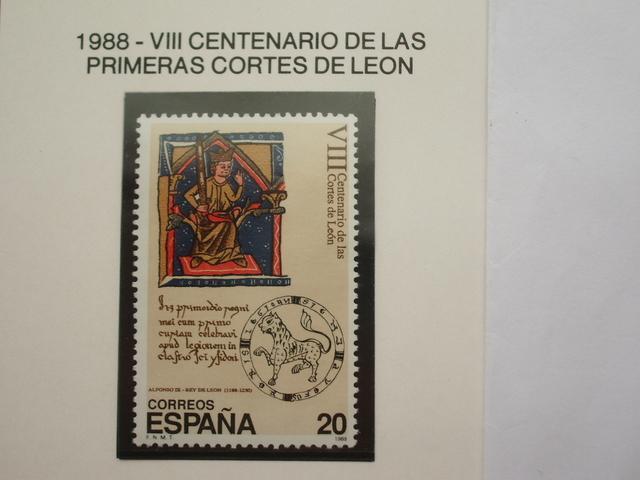 1988 - VIII CENTENARIO DE LAS
PRIMERAS CORTES DE LEON
VIII Centenario de las
Cortes de León
In primordio regni
mei cum primo
curiam celebravi
apud legionem in
claſtro ſci yſidori
ALFONSO IX - REY DE LEON (1188-1230)
CORREOS
ESPAÑA 20
F.N.M.T. 1988